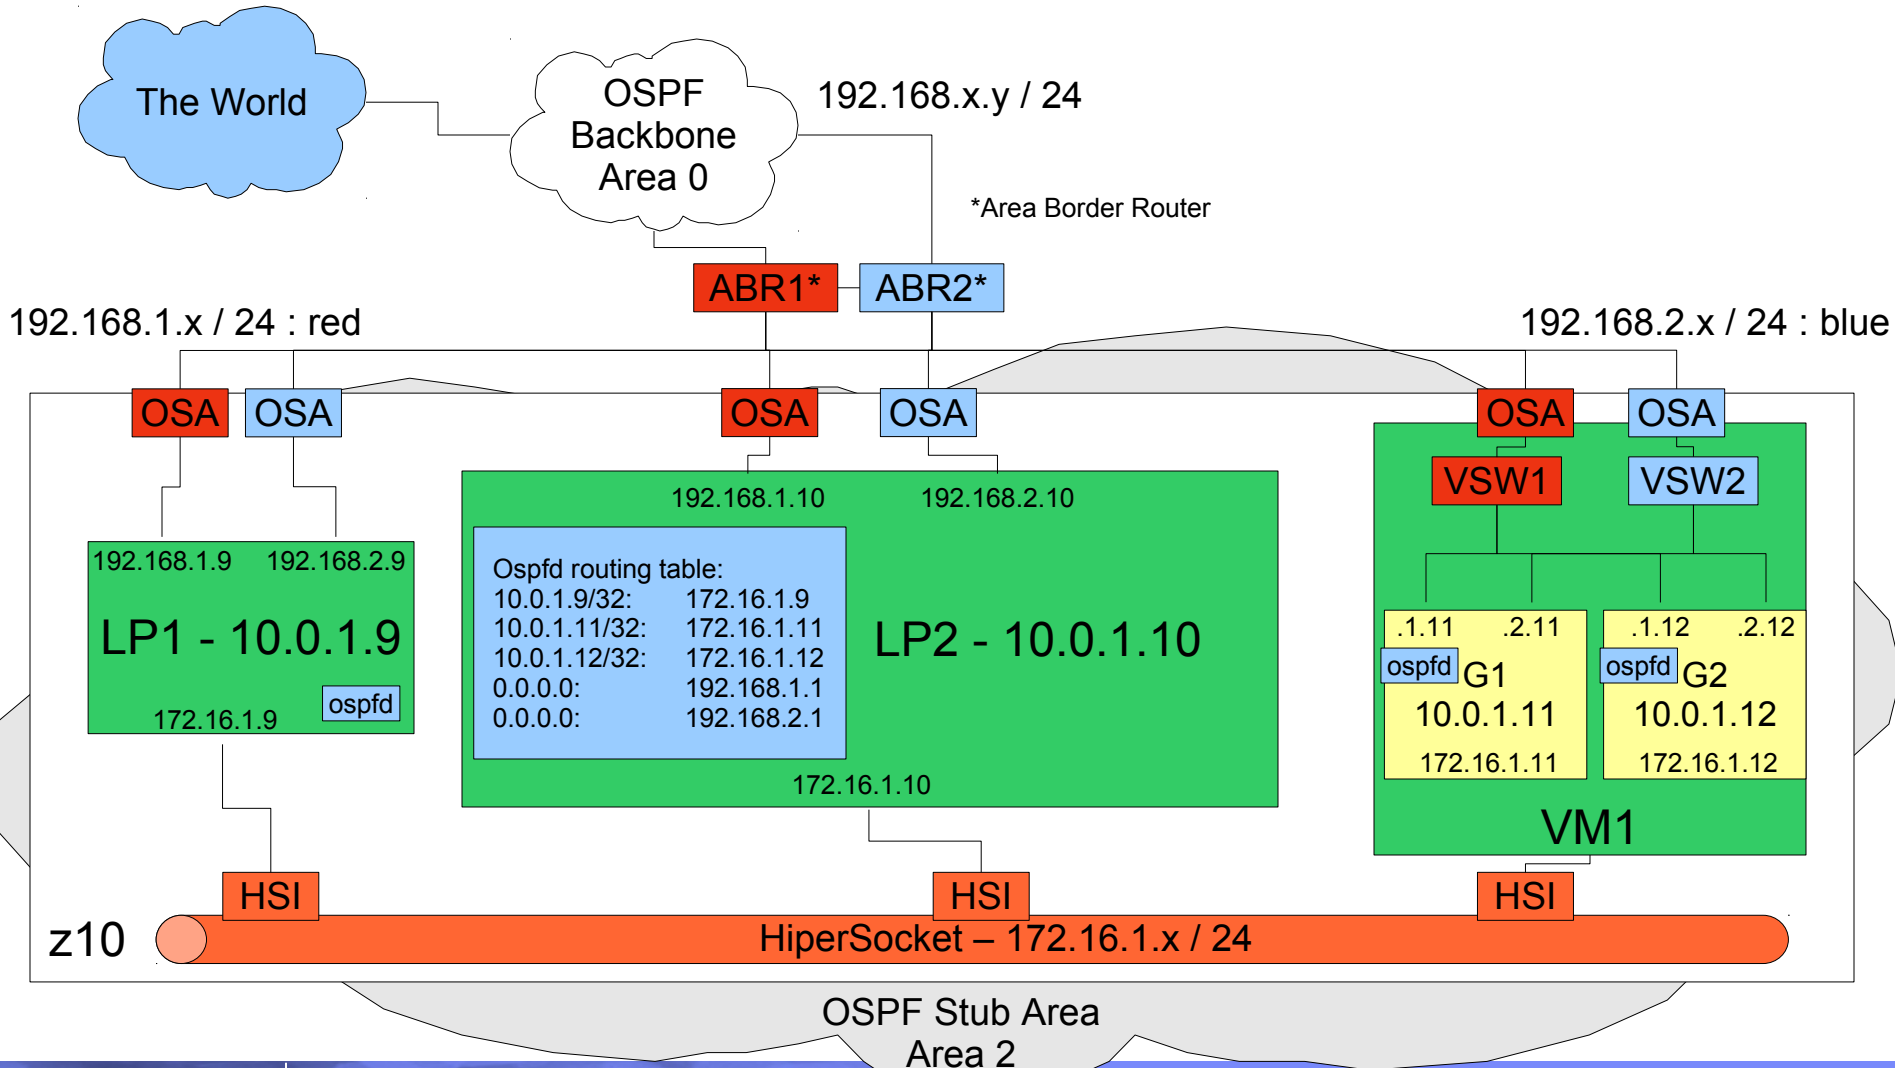 The World
OSPF
Backbone
Area 0
192.168.x.y / 24
*Area Border Router
ABR1*
ABR2*
192.168.1.x / 24 : red
192.168.2.x / 24 : blue
OSA
OSA
OSA
OSA
OSA
OSA
VSW1
VSW2
192.168.1.9
192.168.2.9
LP1 - 10.0.1.9
ospfd
172.16.1.9
192.168.1.10
192.168.2.10
Ospfd routing table:
10.0.1.9/32: 172.16.1.9
10.0.1.11/32: 172.16.1.11
10.0.1.12/32: 172.16.1.12
0.0.0.0: 192.168.1.1
0.0.0.0: 192.168.2.1
LP2 - 10.0.1.10
172.16.1.10
.1.11
.2.11
ospfd
G1
10.0.1.11
172.16.1.11
.1.12
.2.12
ospfd
G2
10.0.1.12
172.16.1.12
VM1
HSI
HSI
HSI
z10
HiperSocket – 172.16.1.x / 24
OSPF Stub Area
Area 2